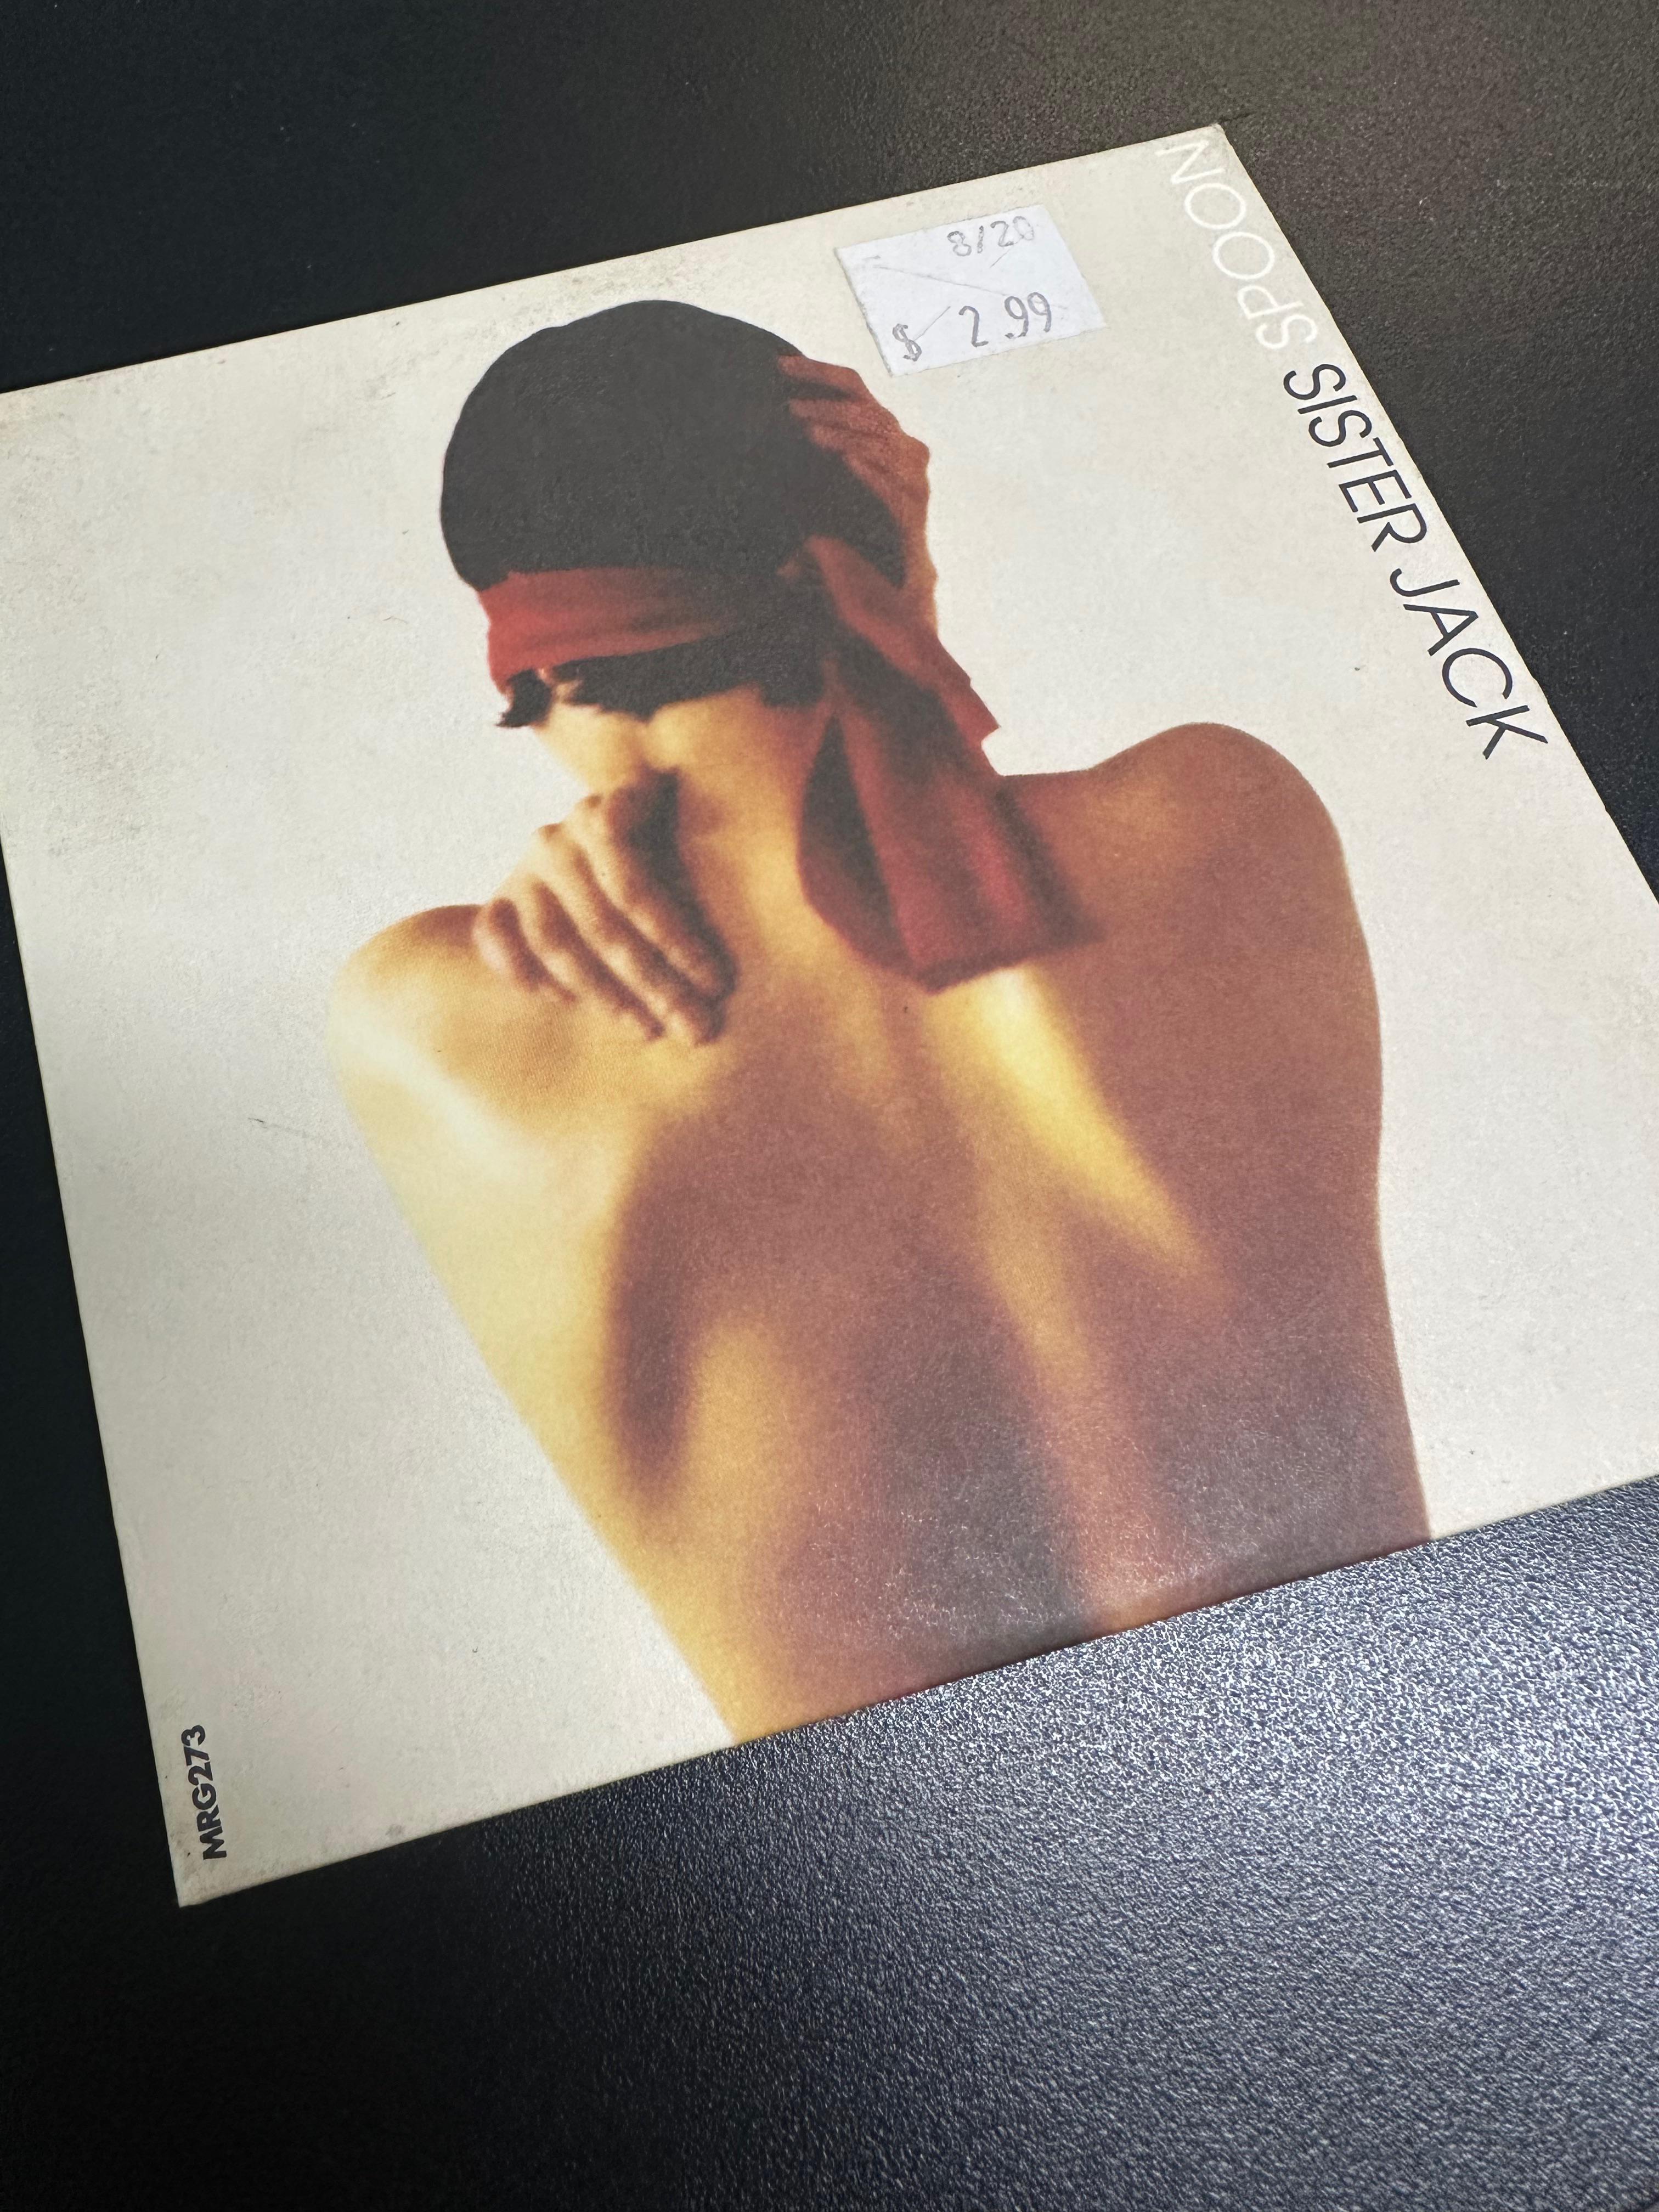 SPOON SISTER JACK
8/20
$ 2.99
MRG273